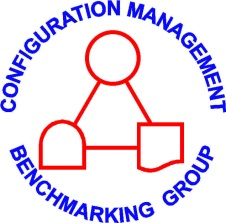 CONFIGURATION MANAGEMENT
BENCHMARKING GROUP